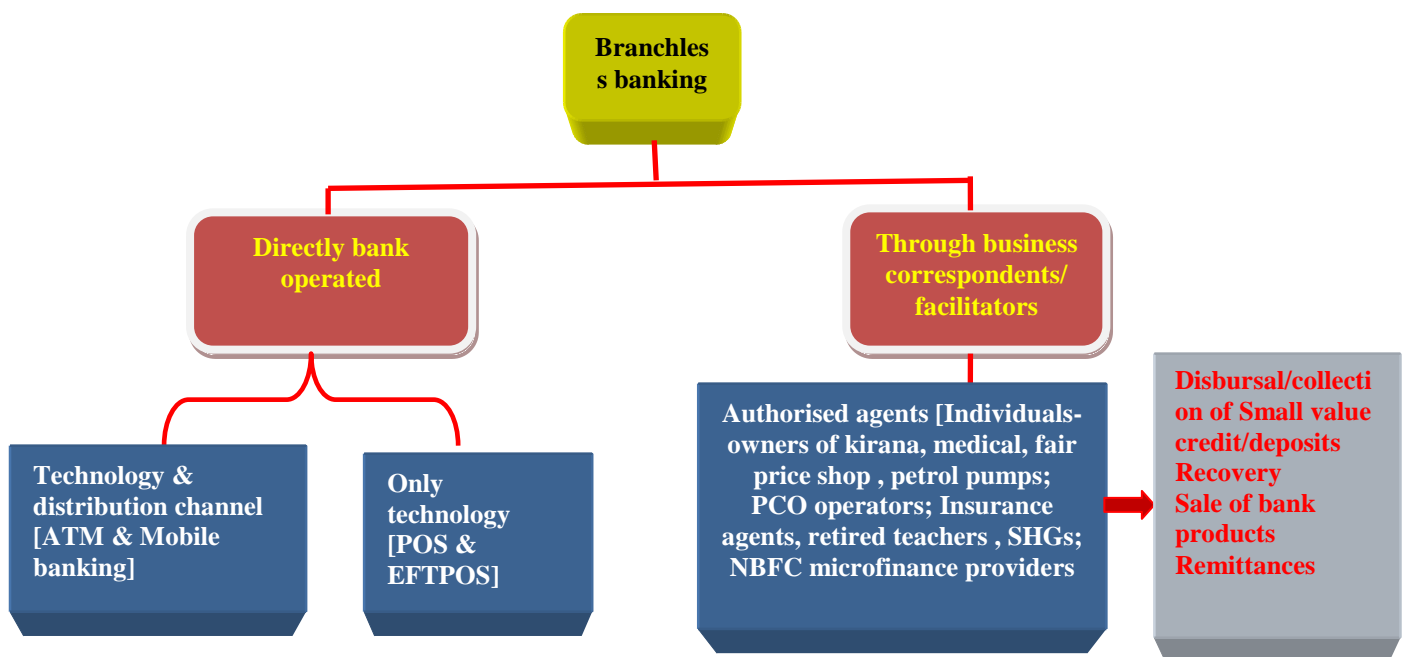 Branchles
s banking
Directly bank
operated
Through business
correspondents/
facilitators
Technology &
distribution channel
[ATM & Mobile
banking]
Only
technology
[POS &
EFTPOS]
Authorised agents [Individuals-
owners of kirana, medical, fair
price shop , petrol pumps;
PCO operators; Insurance
agents, retired teachers , SHGs;
NBFC microfinance providers
Disbursal/collecti
on of Small value
credit/deposits
Recovery
Sale of bank
products
Remittances